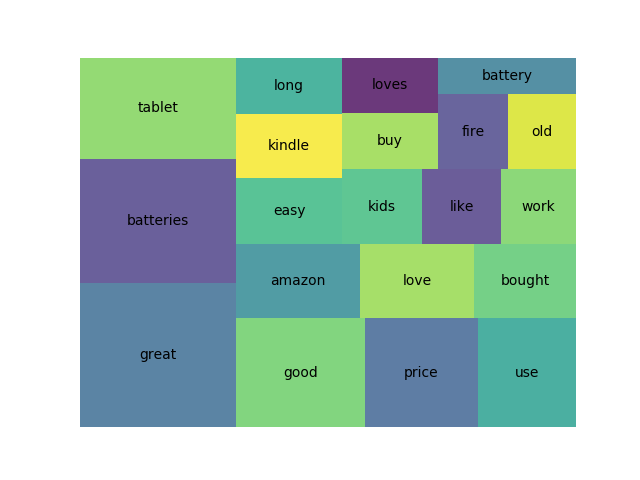 tablet
batteries
great
long
kindle
easy
loves
buy
battery
fire
old
kids
like
work
amazon
love
bought
good
price
use